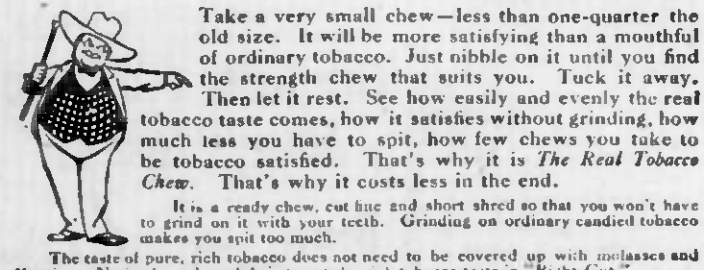 Take a very small chew—less than one-quarter the
old size. It will be more satisfying than a mouthful
of ordinary tobacco. Just nibble on it until you find
the strength chew that suits you. Tuck it away.
Then let it rest. See how easily and evenly the real
tobacco taste comes, how it satisfies without grinding, how
much less you have to spit, how few chews you take to
be tobacco satisfied. That's why it is The Real Tobacco
Chew. That's why it costs less in the end.
It is a ready chew, cut fine and short shred so that you won't have
to grind on it with your teeth. Grinding on ordinary candied tobacco
makes you spit too much.
The taste of pure, rich tobacco does not need to be covered up with molasses and